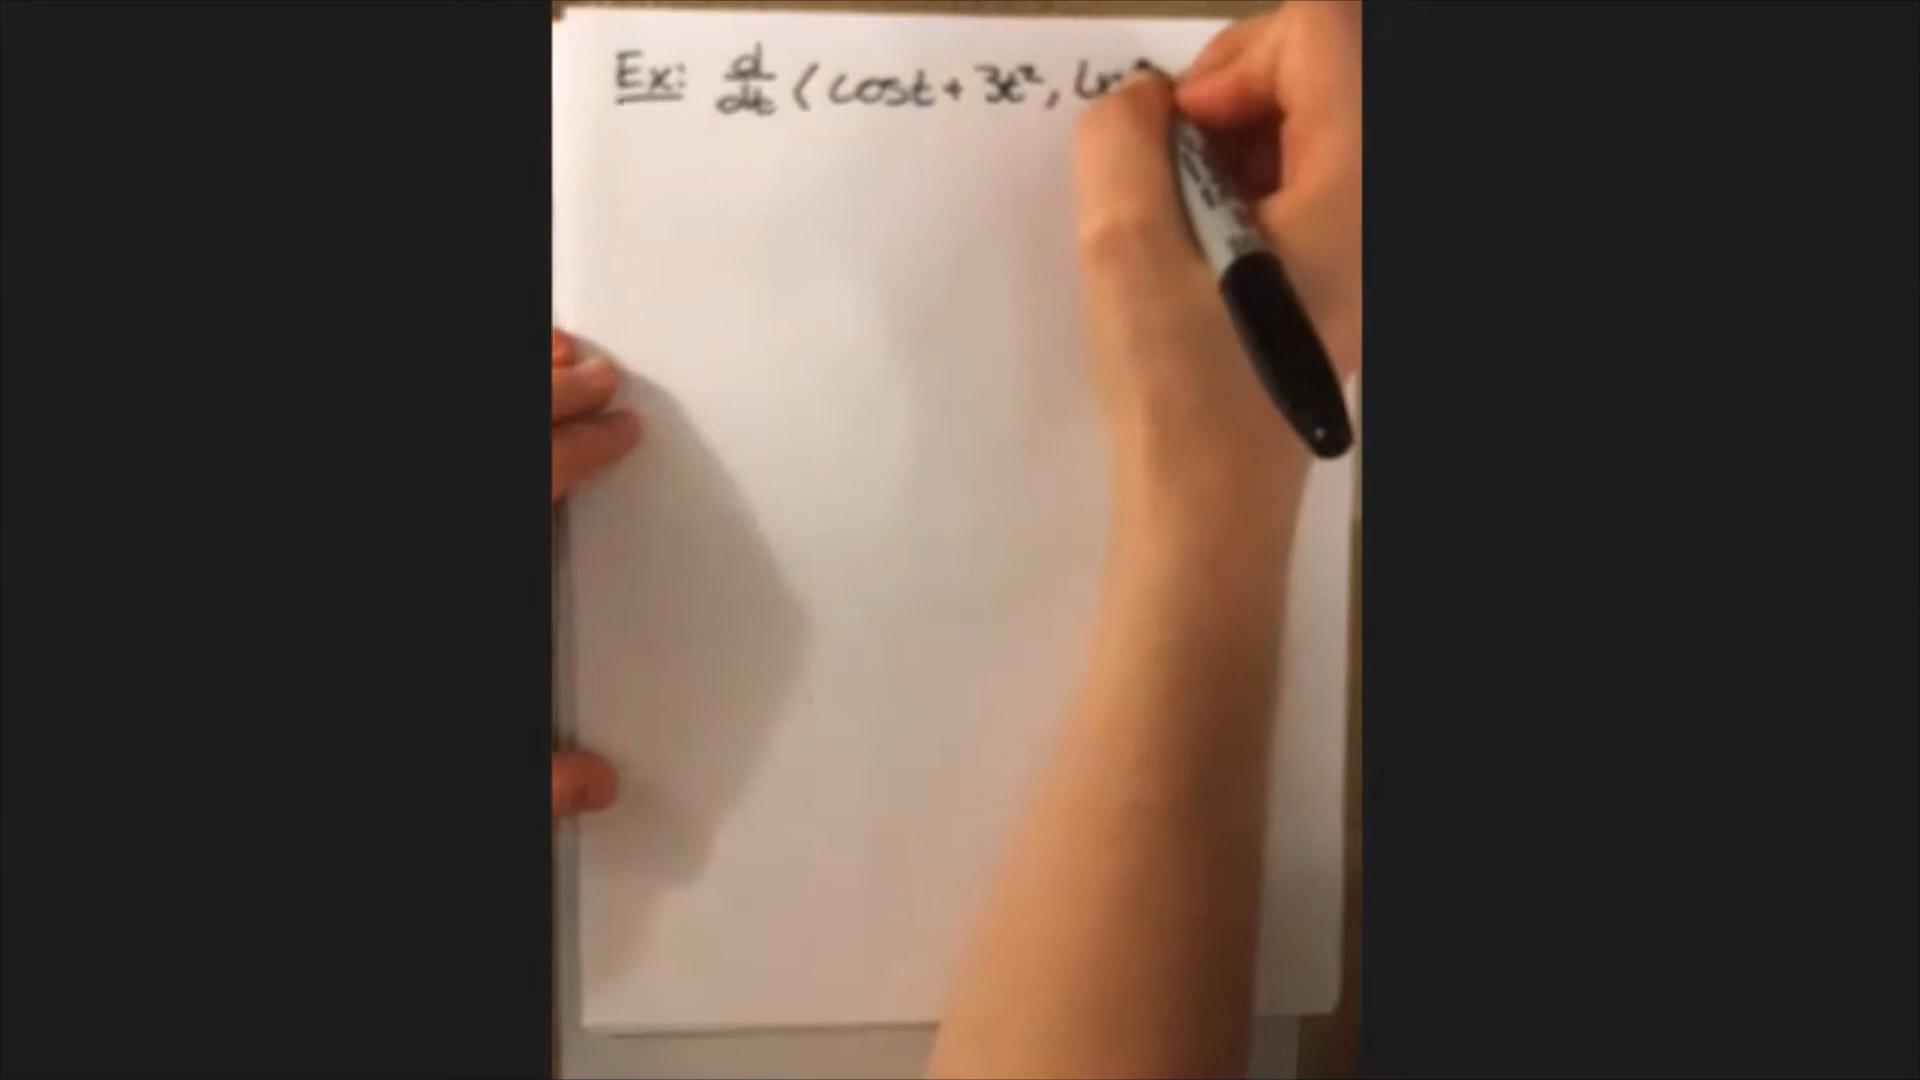 Ex: d/dt ⟨cost + 3t², ln